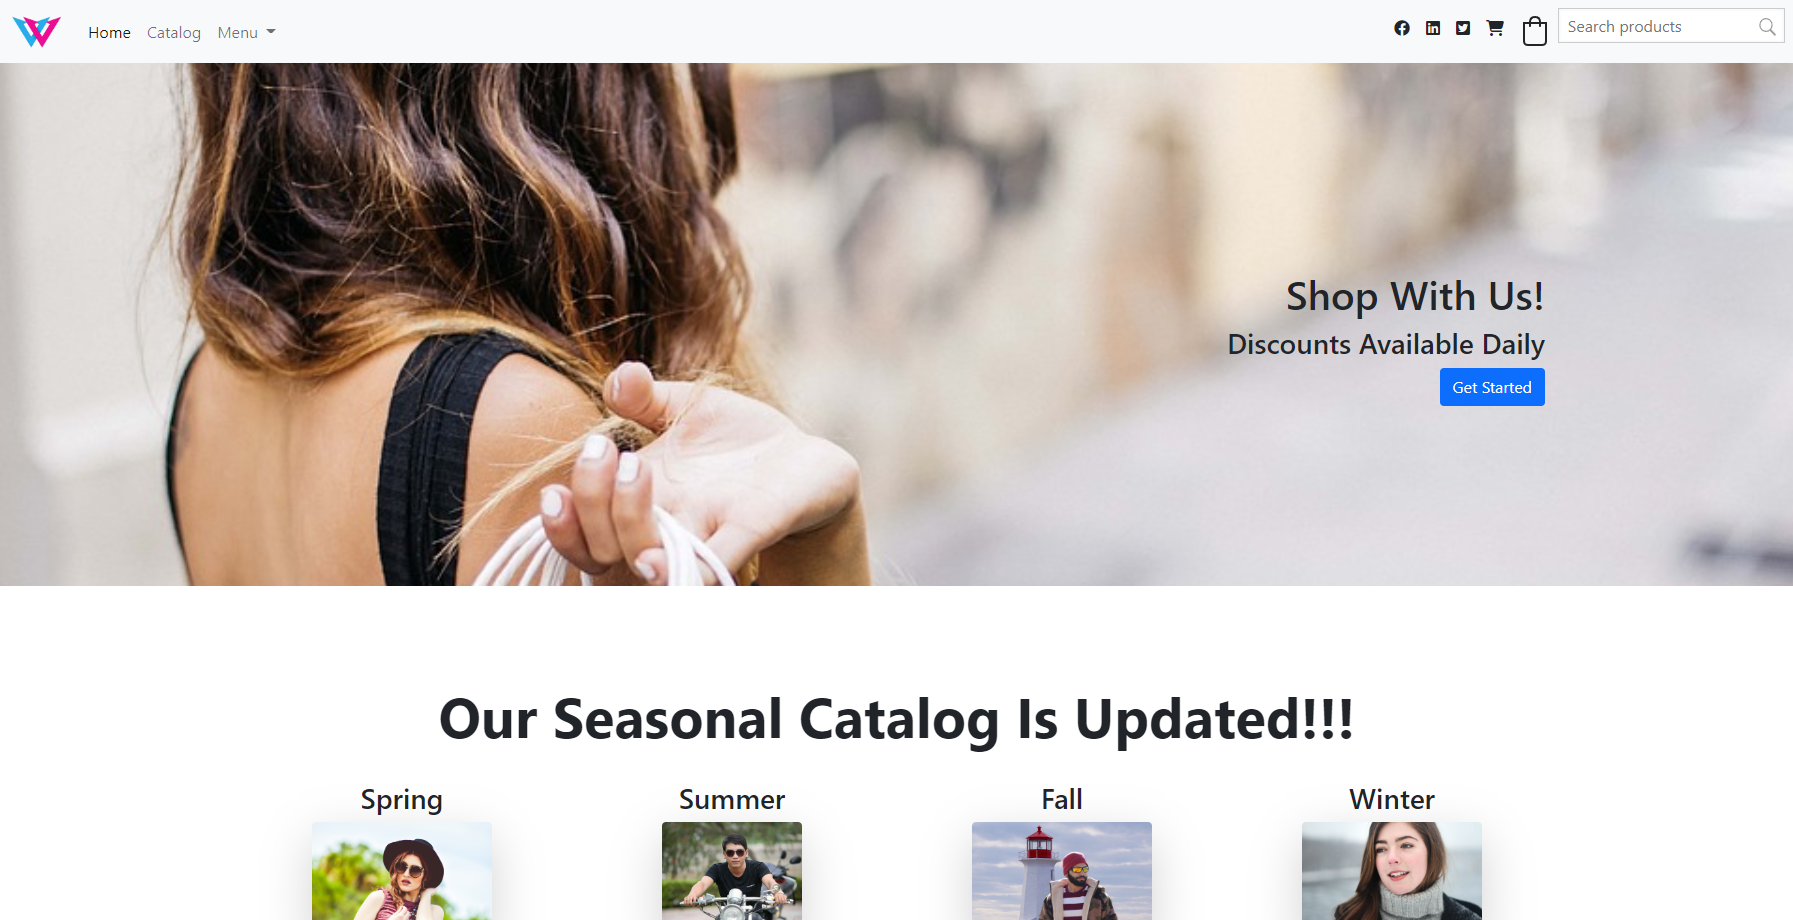 Home
Catalog
Menu
Search products
Shop With Us!
Discounts Available Daily
Get Started
Our Seasonal Catalog Is Updated!!!
Spring
Summer
Fall
Winter